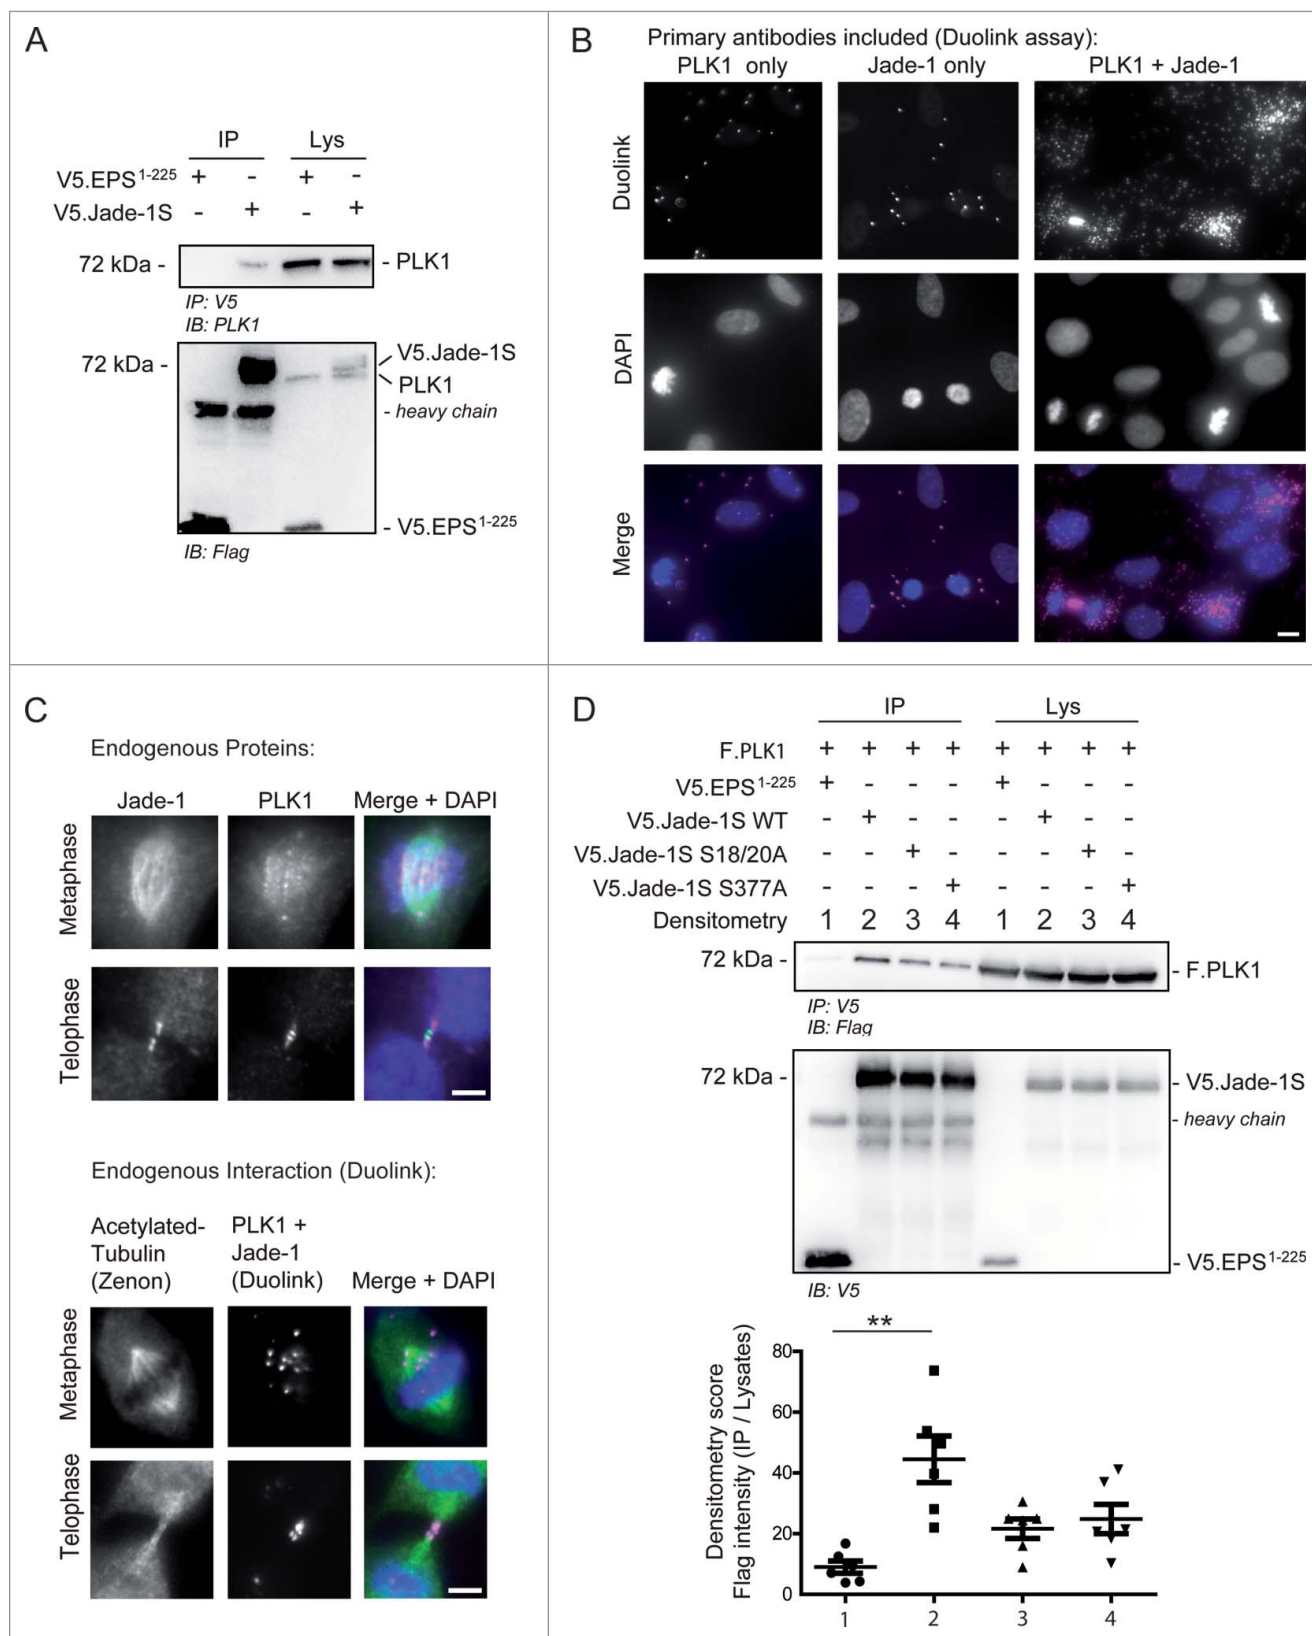 A
IP Lys
V5.EPS1-225 + - + -
V5.Jade-1S - + - +
72 kDa - - PLK1
IP: V5
IB: PLK1
72 kDa - V5.Jade-1S
PLK1
- heavy chain
- V5.EPS1-225
IB: Flag
B
Primary antibodies included (Duolink assay):
PLK1 only Jade-1 only PLK1 + Jade-1
Duolink
DAPI
Merge
C
Endogenous Proteins:
Jade-1 PLK1 Merge + DAPI
Metaphase
Telophase
Endogenous Interaction (Duolink):
Acetylated-
Tubulin
(Zenon)
PLK1 +
Jade-1
(Duolink)
Merge + DAPI
Metaphase
Telophase
D
IP Lys
F.PLK1 + + + + + + + +
V5.EPS1-225 + - - - + - - -
V5.Jade-1S WT - + - - - + - -
V5.Jade-1S S18/20A - - + - - - + -
V5.Jade-1S S377A - - - + - - - +
Densitometry 1 2 3 4 1 2 3 4
72 kDa - - F.PLK1
IP: V5
IB: Flag
72 kDa - - V5.Jade-1S
- heavy chain
- V5.EPS1-225
IB: V5
Densitometry score
Flag intensity (IP / Lysates)
**
80
60
40
20
0
1 2 3 4